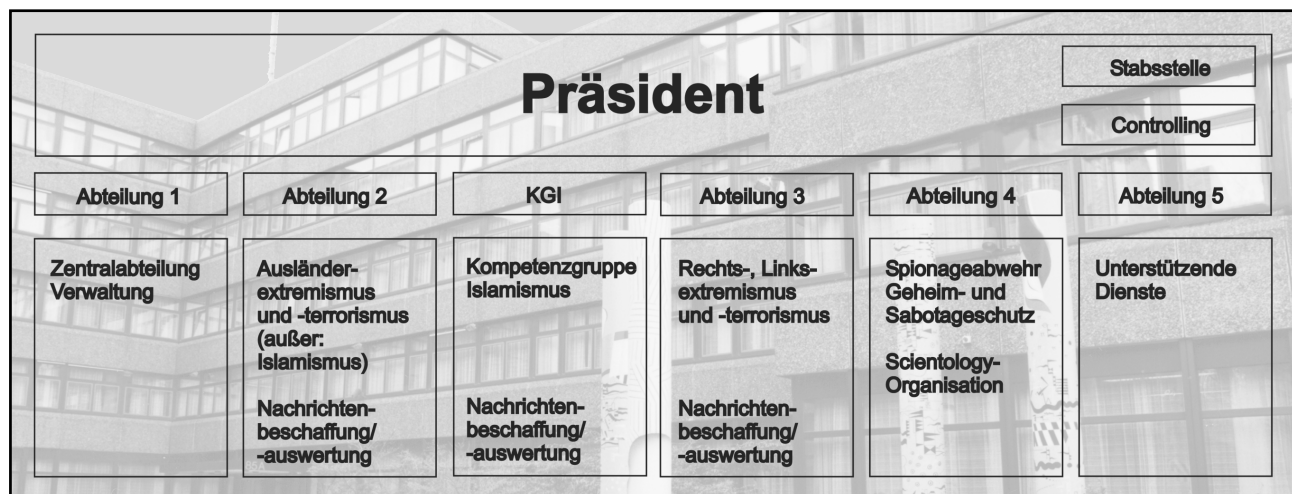 Präsident
Stabsstelle
Controlling
Abteilung 1
Abteilung 2
KGI
Abteilung 3
Abteilung 4
Abteilung 5
Zentralabteilung
Verwaltung
Ausländer-
extremismus
und -terrorismus
(außer:
Islamismus)
Nachrichten-
beschaffung/
-auswertung
Kompetenzgruppe
Islamismus
Nachrichten-
beschaffung/
-auswertung
Rechts-, Links-
extremismus
und -terrorismus
Nachrichten-
beschaffung/
-auswertung
Spionageabwehr
Geheim- und
Sabotageschutz
Scientology-
Organisation
Unterstützende
Dienste